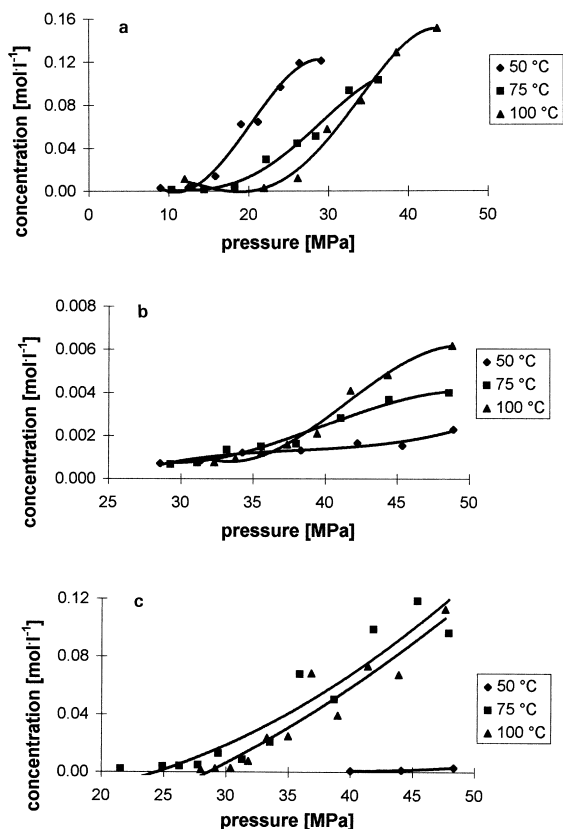 a
concentration [mol·l⁻¹]
0.16
0.12
0.08
0.04
0.00
0 10 20 30 40 50
pressure [MPa]
50 °C
75 °C
100 °C
b
concentration [mol·l⁻¹]
0.008
0.006
0.004
0.002
0.000
25 30 35 40 45 50
pressure [MPa]
50 °C
75 °C
100 °C
c
concentration [mol·l⁻¹]
0.12
0.08
0.04
0.00
20 25 30 35 40 45 50
pressure [MPa]
50 °C
75 °C
100 °C